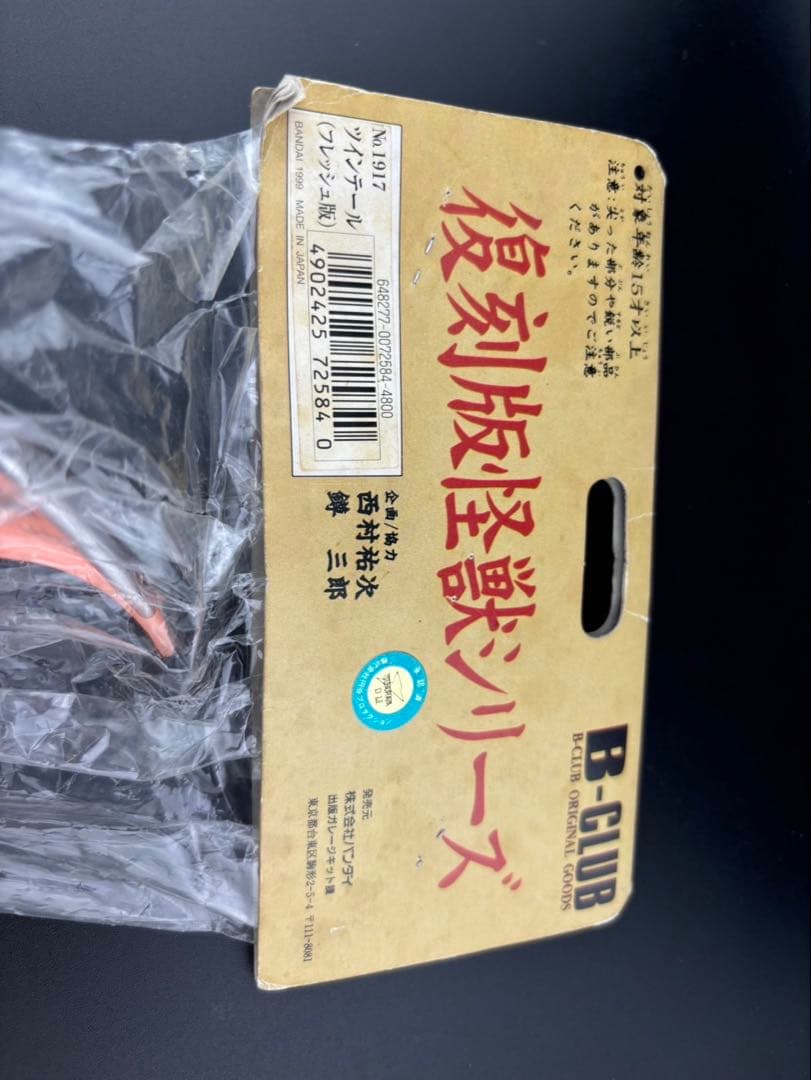 ●対象年齢15才以上
注意:尖った部分や鋭い部品
がありますのでご注意
ください。
B-CLUB
B-CLUB ORIGINAL GOODS
復刻版怪獣シリーズ
No.1917
ツインテール
(フレッシュ版)
BANDAI 1999 MADE IN JAPAN
648277-0072584-4800
4902425 725840
企画/協力
西村祐次
鐏 三郎
発売元
株式会社バンダイ
出版ガレージキット課
東京都台東区駒形2-5-4 〒111-8081